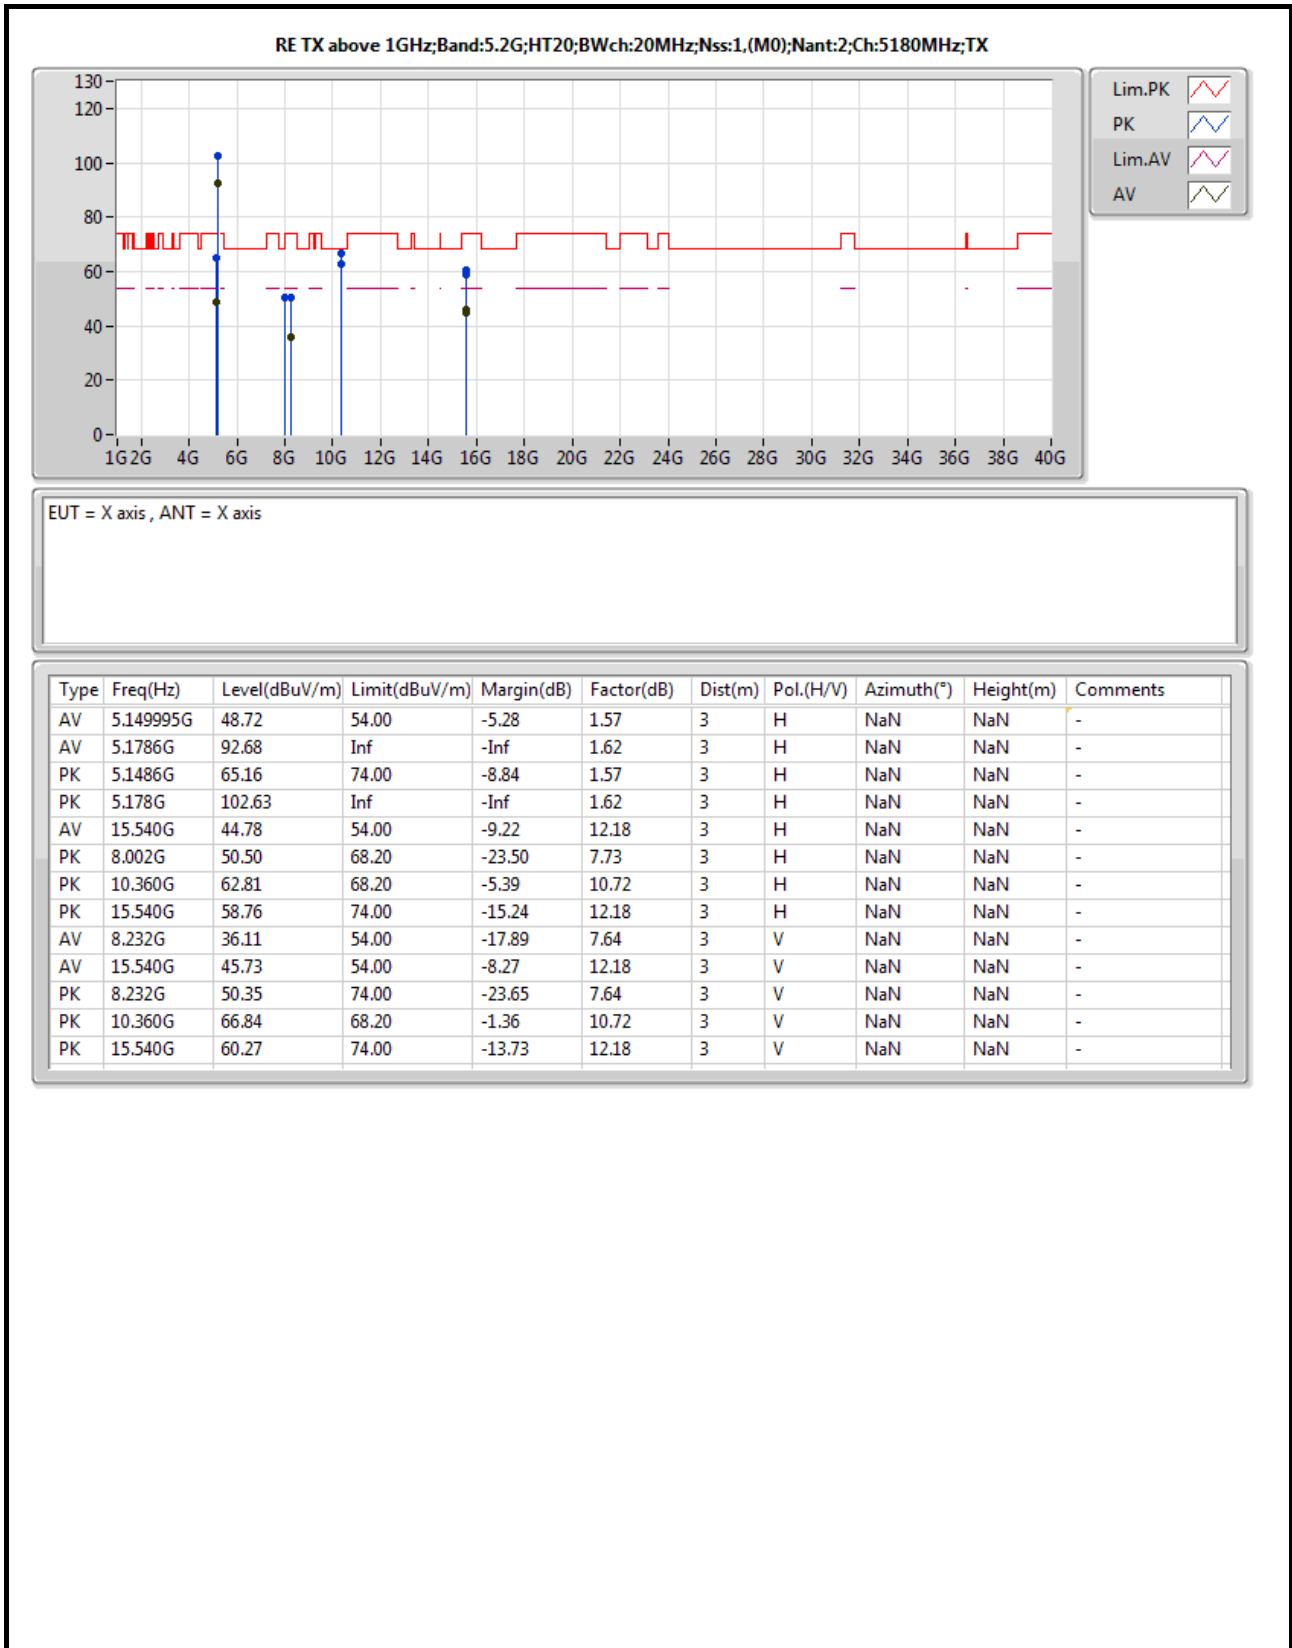 RE TX above 1GHz;Band:5.2G;HT20;BWch:20MHz;Nss:1,(M0);Nant:2;Ch:5180MHz;TX
130
120
100
80
60
40
20
0
1G 2G 4G 6G 8G 10G 12G 14G 16G 18G 20G 22G 24G 26G 28G 30G 32G 34G 36G 38G 40G
Lim.PK
PK
Lim.AV
AV
EUT = X axis , ANT = X axis
Type Freq(Hz) Level(dBuV/m) Limit(dBuV/m) Margin(dB) Factor(dB) Dist(m) Pol.(H/V) Azimuth(°) Height(m) Comments
AV 5.149995G 48.72 54.00 -5.28 1.57 3 H NaN NaN -
AV 5.1786G 92.68 Inf -Inf 1.62 3 H NaN NaN -
PK 5.1486G 65.16 74.00 -8.84 1.57 3 H NaN NaN -
PK 5.178G 102.63 Inf -Inf 1.62 3 H NaN NaN -
AV 15.540G 44.78 54.00 -9.22 12.18 3 H NaN NaN -
PK 8.002G 50.50 68.20 -23.50 7.73 3 H NaN NaN -
PK 10.360G 62.81 68.20 -5.39 10.72 3 H NaN NaN -
PK 15.540G 58.76 74.00 -15.24 12.18 3 H NaN NaN -
AV 8.232G 36.11 54.00 -17.89 7.64 3 V NaN NaN -
AV 15.540G 45.73 54.00 -8.27 12.18 3 V NaN NaN -
PK 8.232G 50.35 74.00 -23.65 7.64 3 V NaN NaN -
PK 10.360G 66.84 68.20 -1.36 10.72 3 V NaN NaN -
PK 15.540G 60.27 74.00 -13.73 12.18 3 V NaN NaN -